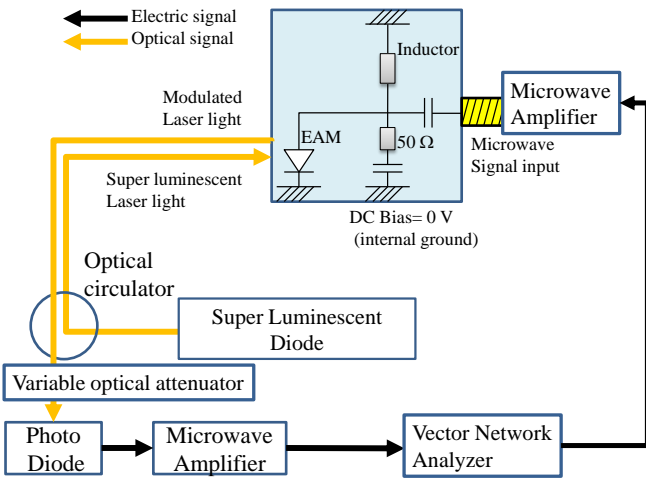 Electric signal
Optical signal
Inductor
Microwave
Amplifier
Modulated
Laser light
EAM
50 Ω
Microwave
Signal input
Super luminescent
Laser light
DC Bias= 0 V
(internal ground)
Optical
circulator
Super Luminescent
Diode
Variable optical attenuator
Photo
Diode
Microwave
Amplifier
Vector Network
Analyzer